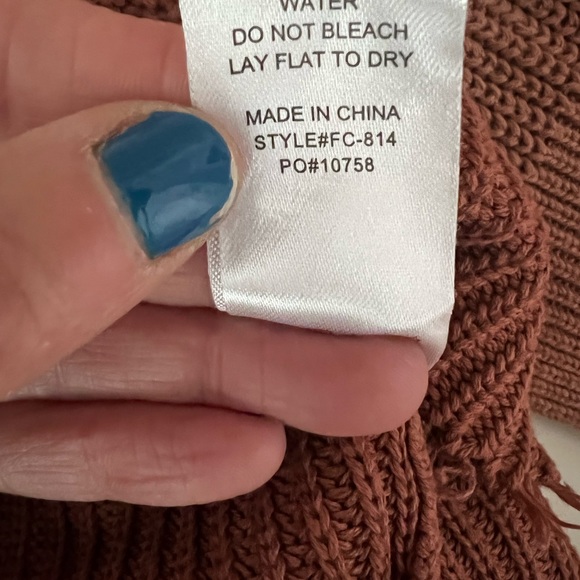 WATER
DO NOT BLEACH
LAY FLAT TO DRY
MADE IN CHINA
STYLE#FC-814
PO#10758